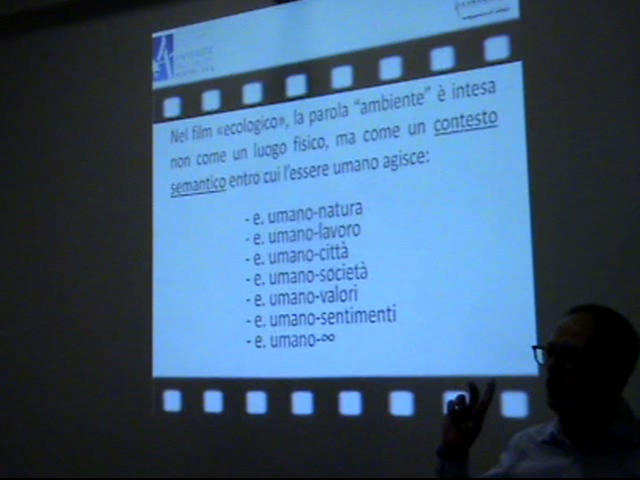 Nel film «ecologico», la parola "ambiente" è intesa
non come un luogo fisico, ma come un contesto
semantico entro cui l'essere umano agisce:
- e. umano-natura
- e. umano-lavoro
- e. umano-città
- e. umano-società
- e. umano-valori
- e. umano-sentimenti
- e. umano-∞